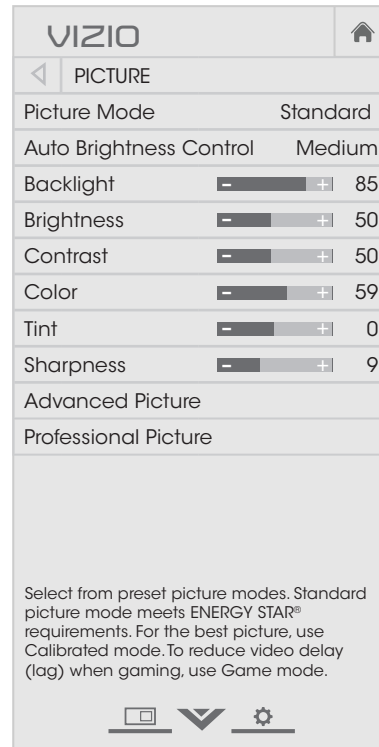 VIZIO
PICTURE
Picture Mode Standard
Auto Brightness Control Medium
Backlight - + 85
Brightness - + 50
Contrast - + 50
Color - + 59
Tint - + 0
Sharpness - + 9
Advanced Picture
Professional Picture
Select from preset picture modes. Standard
picture mode meets ENERGY STAR®
requirements. For the best picture, use
Calibrated mode. To reduce video delay
(lag) when gaming, use Game mode.